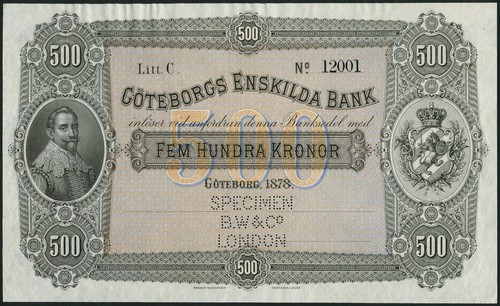 500 500 500
Litt. C. Nº 12001
GÖTEBORGS ENSKILDA BANK
inlöser vid anfordran denna Banksedel med
500
FEM HUNDRA KRONOR
GÖTEBORG, 1878.
SPECIMEN
B.W&Cº
LONDON
500 500 500